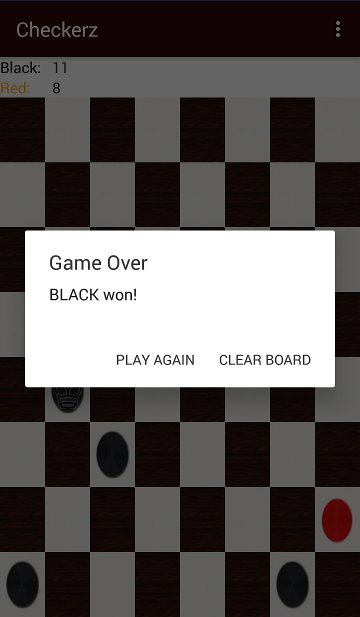 Checkerz
Black: 11
Red: 8
Game Over
BLACK won!
PLAY AGAIN CLEAR BOARD